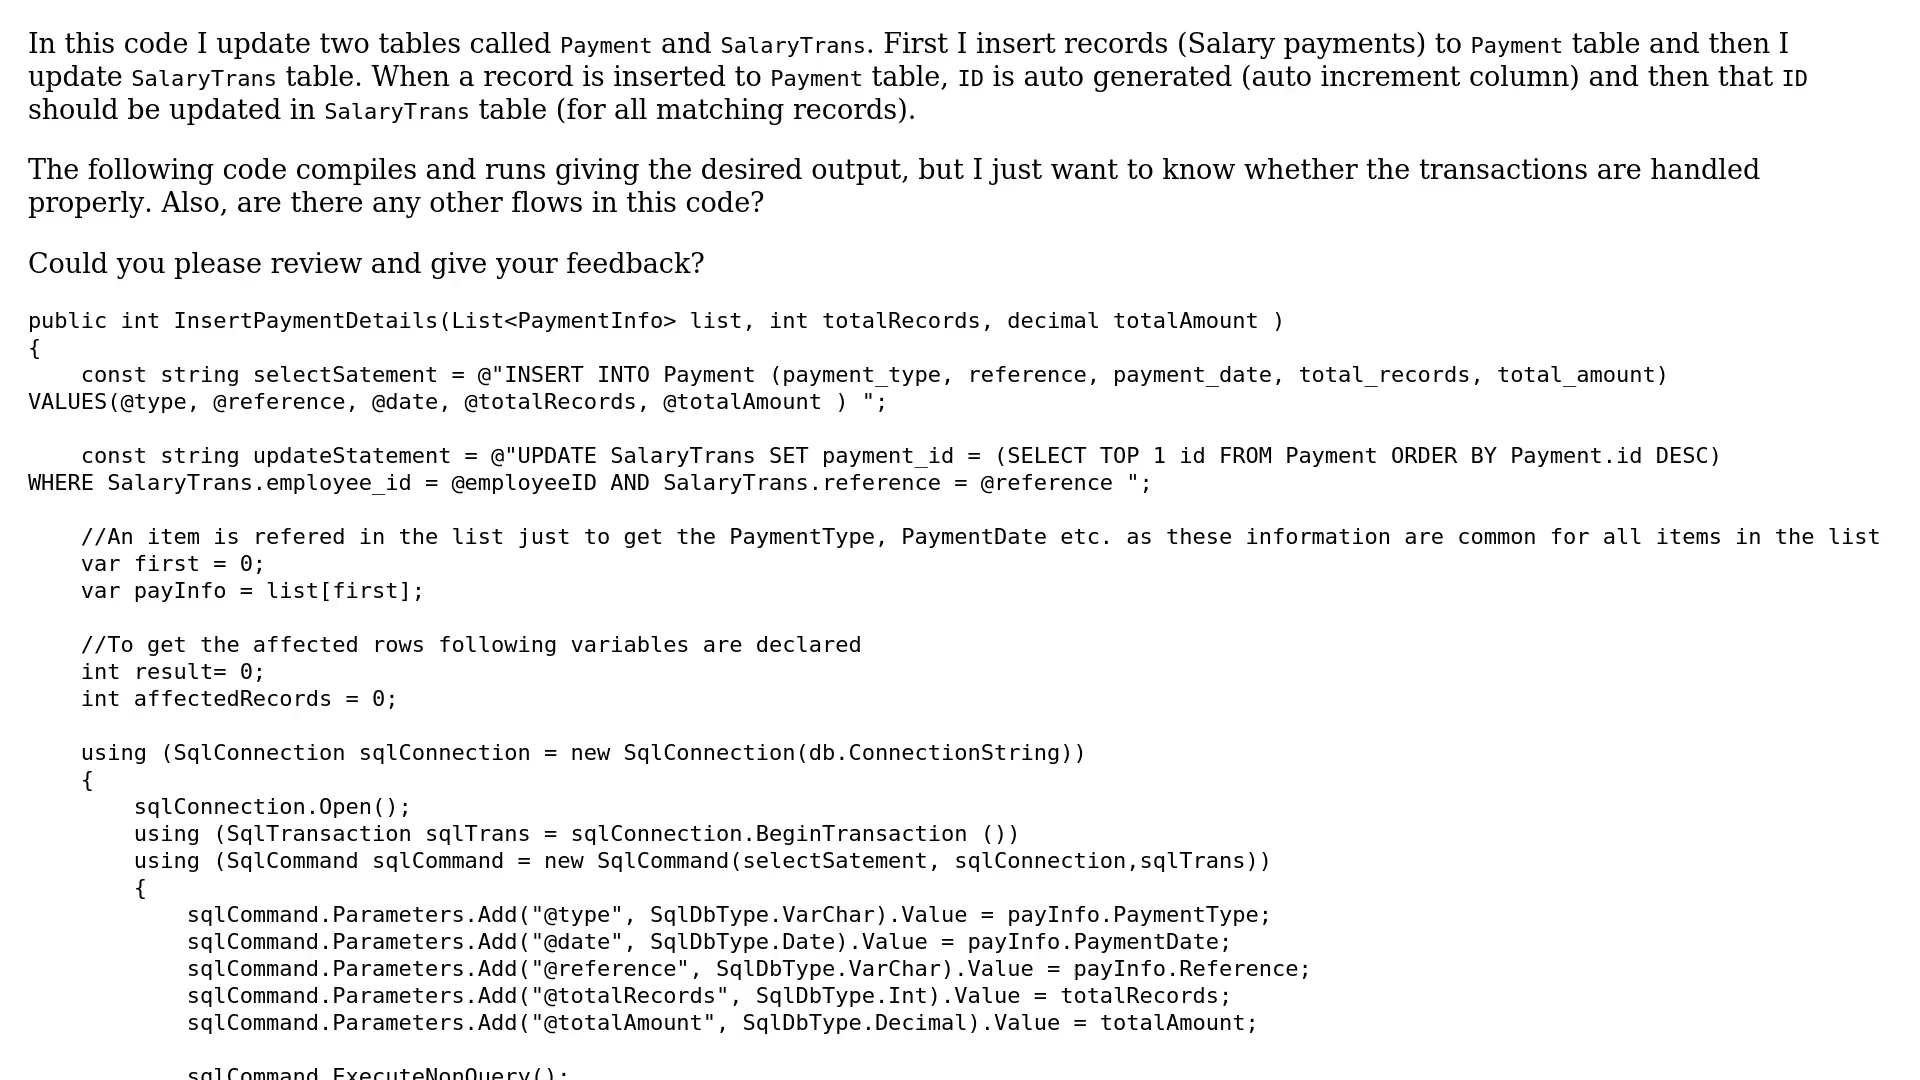 In this code I update two tables called Payment and SalaryTrans. First I insert records (Salary payments) to Payment table and then I
update SalaryTrans table. When a record is inserted to Payment table, ID is auto generated (auto increment column) and then that ID
should be updated in SalaryTrans table (for all matching records).
The following code compiles and runs giving the desired output, but I just want to know whether the transactions are handled
properly. Also, are there any other flows in this code?
Could you please review and give your feedback?
public int InsertPaymentDetails(List<PaymentInfo> list, int totalRecords, decimal totalAmount )
{
    const string selectSatement = @"INSERT INTO Payment (payment_type, reference, payment_date, total_records, total_amount)
VALUES(@type, @reference, @date, @totalRecords, @totalAmount ) ";
    const string updateStatement = @"UPDATE SalaryTrans SET payment_id = (SELECT TOP 1 id FROM Payment ORDER BY Payment.id DESC)
WHERE SalaryTrans.employee_id = @employeeID AND SalaryTrans.reference = @reference ";
    //An item is refered in the list just to get the PaymentType, PaymentDate etc. as these information are common for all items in the list
    var first = 0;
    var payInfo = list[first];
    //To get the affected rows following variables are declared
    int result= 0;
    int affectedRecords = 0;
    using (SqlConnection sqlConnection = new SqlConnection(db.ConnectionString))
    {
        sqlConnection.Open();
        using (SqlTransaction sqlTrans = sqlConnection.BeginTransaction ())
        using (SqlCommand sqlCommand = new SqlCommand(selectSatement, sqlConnection,sqlTrans))
        {
            sqlCommand.Parameters.Add("@type", SqlDbType.VarChar).Value = payInfo.PaymentType;
            sqlCommand.Parameters.Add("@date", SqlDbType.Date).Value = payInfo.PaymentDate;
            sqlCommand.Parameters.Add("@reference", SqlDbType.VarChar).Value = payInfo.Reference;
            sqlCommand.Parameters.Add("@totalRecords", SqlDbType.Int).Value = totalRecords;
            sqlCommand.Parameters.Add("@totalAmount", SqlDbType.Decimal).Value = totalAmount;
            sqlCommand.ExecuteNonQuery();